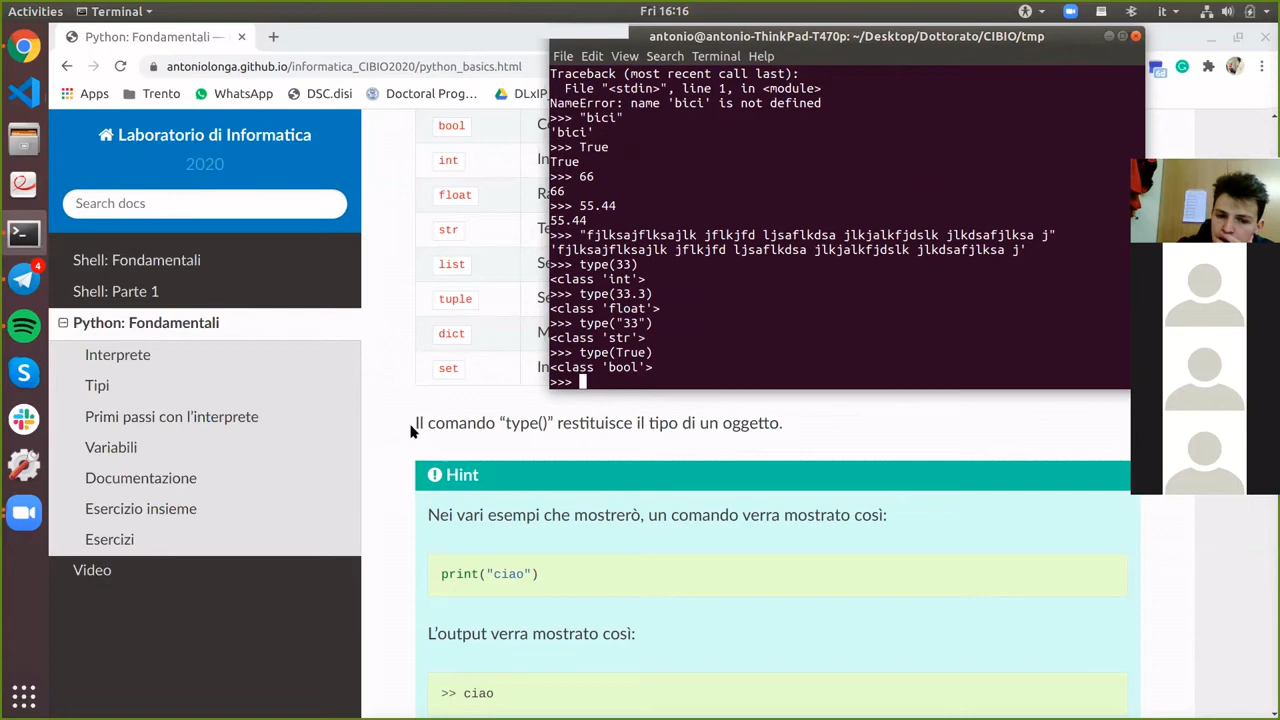 Activities
Terminal
Fri 16:16
it
Python: Fondamentali —
antonio@antonio-ThinkPad-T470p: ~/Desktop/Dottorato/CIBIO/tmp
antoniolonga.github.io/informatica_CIBIO2020/python_basics.html
6d
Apps
Trento
WhatsApp
DSC.disi
Doctoral Prog…
DLxIP
File Edit View Search Terminal Help
Traceback (most recent call last):
File "<stdin>", line 1, in <module>
NameError: name 'bici' is not defined
>>> "bici"
'bici'
>>> True
True
>>> 66
66
>>> 55.44
55.44
>>> "fjlksajflksajlk jflkjfd ljsaflkdsa jlkjalkfjdslk jlkdsafjlksa j"
'fjlksajflksajlk jflkjfd ljsaflkdsa jlkjalkfjdslk jlkdsafjlksa j'
>>> type(33)
<class 'int'>
>>> type(33.3)
<class 'float'>
>>> type("33")
<class 'str'>
>>> type(True)
<class 'bool'>
>>>
Laboratorio di Informatica
2020
Search docs
Shell: Fondamentali
Shell: Parte 1
Python: Fondamentali
Interprete
Tipi
Primi passi con l'interprete
Variabili
Documentazione
Esercizio insieme
Esercizi
Video
4
bool
int
float
str
list
tuple
dict
set
Il comando “type()” restituisce il tipo di un oggetto.
Hint
Nei vari esempi che mostrerò, un comando verra mostrato così:
print("ciao")
L’output verra mostrato così:
>> ciao